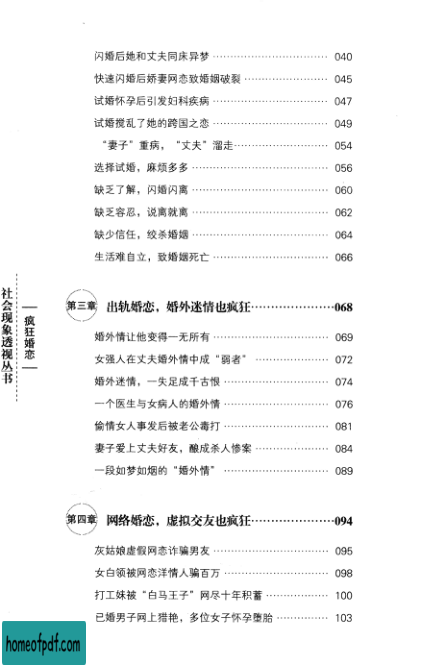 闪婚后她和丈夫同床异梦 …………………… 040
快速闪婚后娇妻网恋致婚姻破裂 …………………… 045
试婚怀孕后引发妇科疾病 …………………… 047
试婚搅乱了她的跨国之恋 …………………… 049
“妻子”重病，“丈夫”溜走 …………………… 054
选择试婚，麻烦多多 …………………… 056
缺乏了解，闪婚闪离 …………………… 060
缺乏容忍，说离就离 …………………… 062
缺少信任，绞杀婚姻 …………………… 064
生活难自立，致婚姻死亡 …………………… 066
第三章 出轨婚恋，婚外迷情也疯狂 …………………… 068
婚外情让他变得一无所有 …………………… 069
女强人在丈夫婚外情中成“弱者” …………………… 072
婚外迷情，一失足成千古恨 …………………… 074
一个医生与女病人的婚外情 …………………… 076
偷情女人事发后被老公毒打 …………………… 081
妻子爱上丈夫好友，酿成杀人惨案 …………………… 084
一段如梦如烟的“婚外情” …………………… 089
第四章 网络婚恋，虚拟交友也疯狂 …………………… 094
灰姑娘虚假网恋诈骗男友 …………………… 095
女白领被网恋洋情人骗百万 …………………… 098
打工妹被“白马王子”网尽十年积蓄 …………………… 100
已婚男子网上猎艳，多位女子怀孕堕胎 …………………… 103
社会现象透视丛书
疯狂婚恋
homeofpdf.com